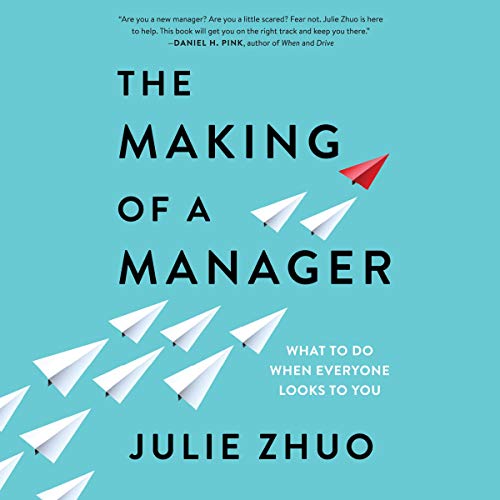 “Are you a new manager? Are you a little scared? Fear not. Julie Zhuo is here
to help. This book will get you on the right track and keep you there.”
—DANIEL H. PINK, author of When and Drive
THE
MAKING
OF A
MANAGER
WHAT TO DO
WHEN EVERYONE
LOOKS TO YOU
JULIE ZHUO